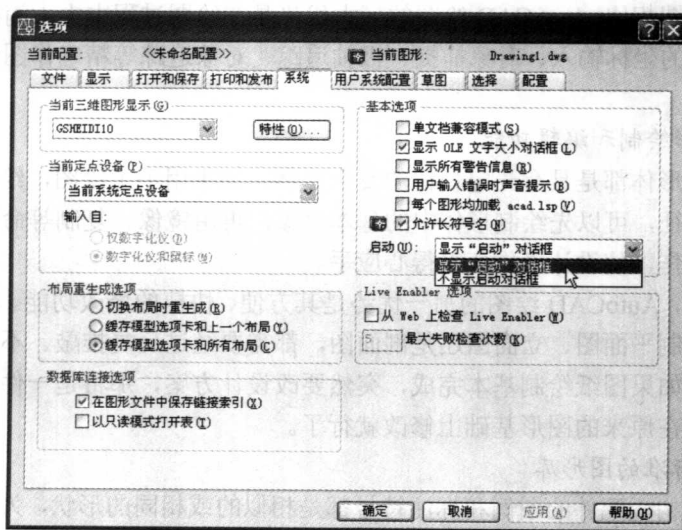 选项
当前配置: <<未命名配置>> 当前图形: Drawing1.dwg
文件 显示 打开和保存 打印和发布 系统 用户系统配置 草图 选择 配置
当前三维图形显示(G)
GSHEIDI10 特性(O)...
当前定点设备(P)
当前系统定点设备
输入自:
仅数字化仪(D)
数字化仪和鼠标(M)
布局重生成选项
切换布局时重生成(R)
缓存模型选项卡和上一个布局(Y)
缓存模型选项卡和所有布局(C)
数据库连接选项
在图形文件中保存链接索引(X)
以只读模式打开表(T)
基本选项
单文档兼容模式(S)
显示 OLE 文字大小对话框(L)
显示所有警告信息(B)
用户输入错误时声音提示(E)
每个图形均加载 acad.lsp(V)
允许长符号名(N)
启动(U): 显示“启动”对话框
显示“启动”对话框
不显示启动对话框
Live Enabler 选项
从 Web 上检查 Live Enabler(W)
5 最大失败检查次数(K)
确定 取消 应用(A) 帮助(H)